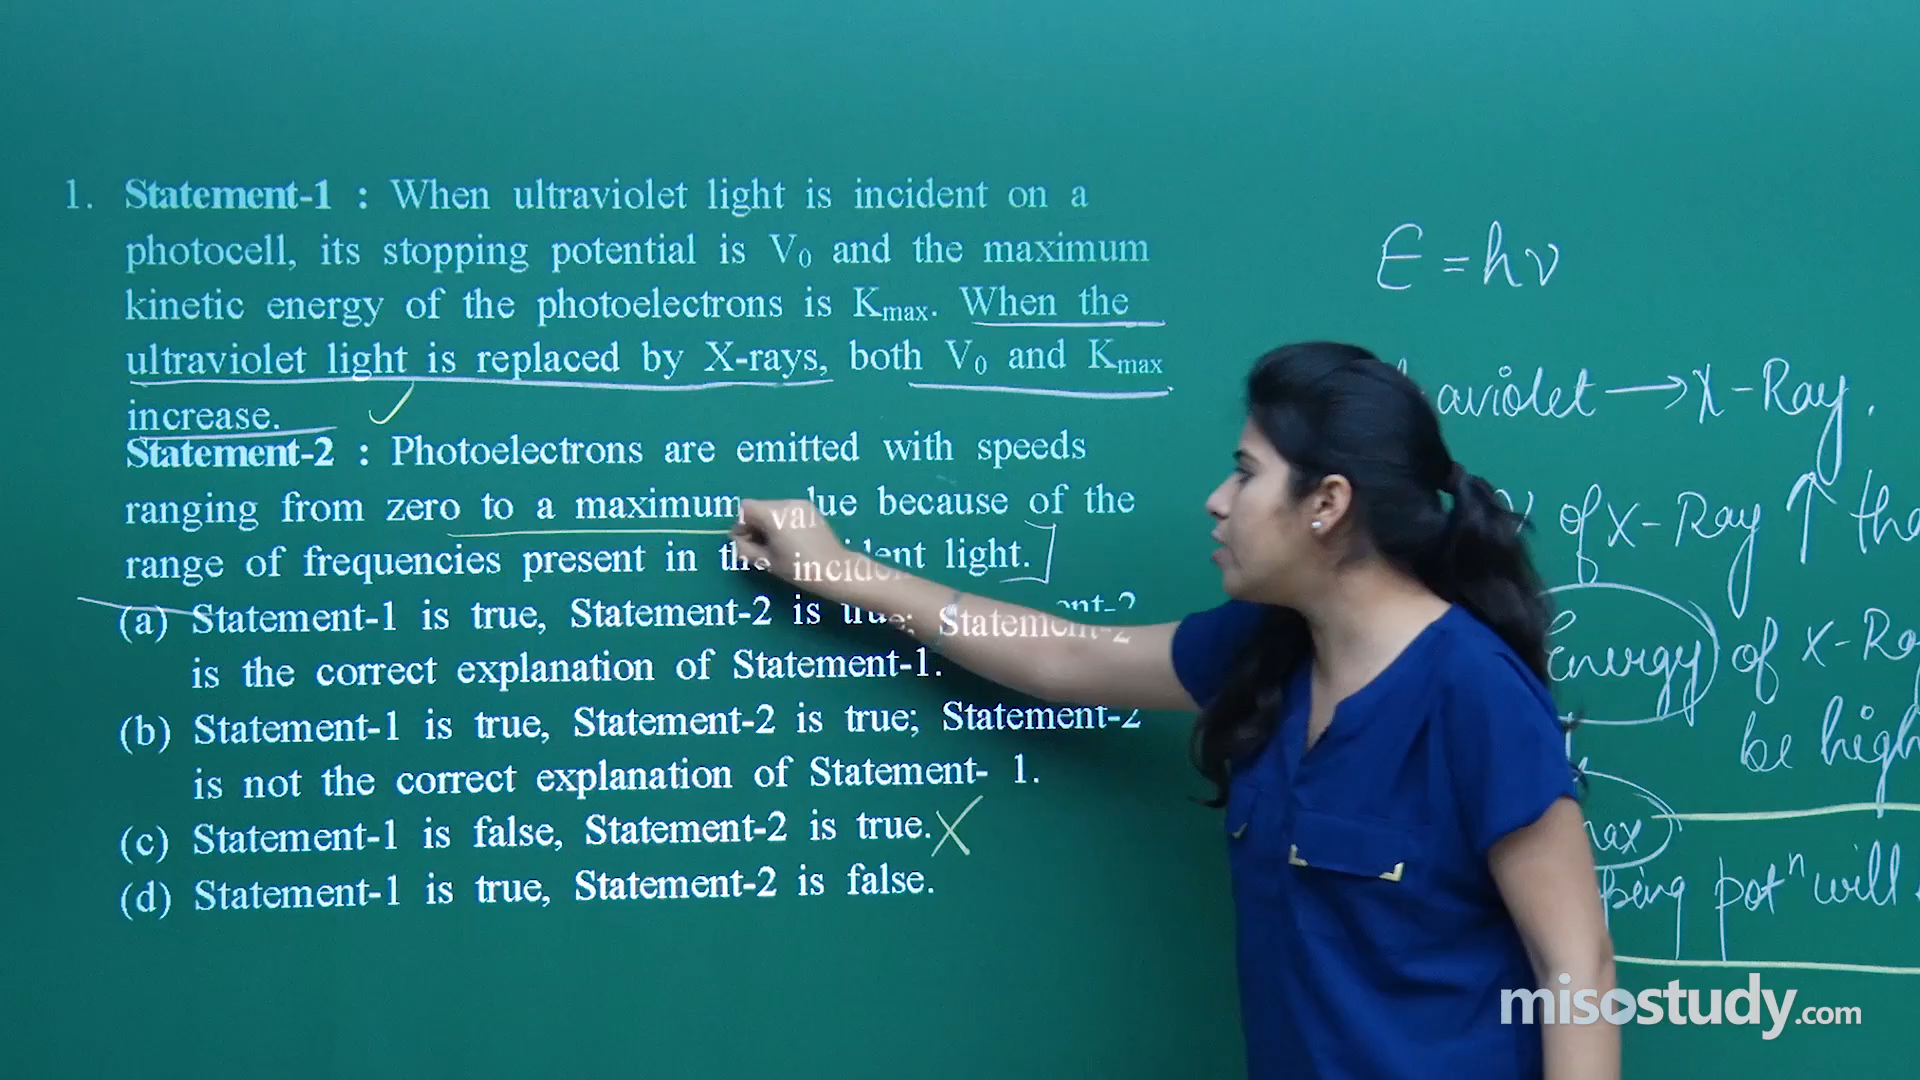 1. Statement-1 : When ultraviolet light is incident on a
photocell, its stopping potential is V₀ and the maximum
kinetic energy of the photoelectrons is Kₘₐₓ. When the
ultraviolet light is replaced by X-rays, both V₀ and Kₘₐₓ
increase.
Statement-2 : Photoelectrons are emitted with speeds
ranging from zero to a maximum value because of the
range of frequencies present in the incident light.
(a) Statement-1 is true, Statement-2 is true; Statement-2
is the correct explanation of Statement-1.
(b) Statement-1 is true, Statement-2 is true; Statement-2
is not the correct explanation of Statement- 1.
(c) Statement-1 is false, Statement-2 is true. X
(d) Statement-1 is true, Statement-2 is false.
E = hν
aviolet → X-Ray.
of X-Ray ↑ tha
Energy of X-Ra
be high
max
pping potⁿ will
misostudy.com